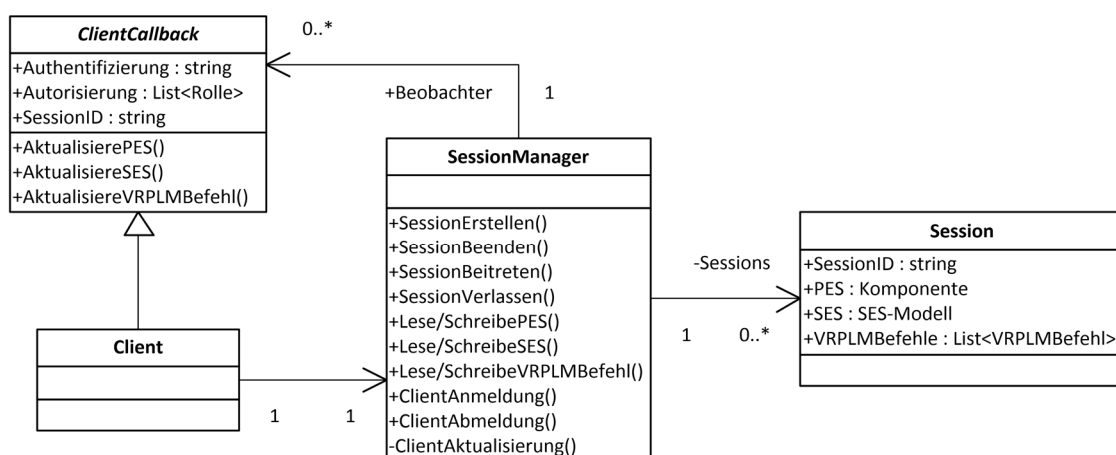 ClientCallback
+Authentifizierung : string
+Autorisierung : List<Rolle>
+SessionID : string
+AktualisierePES()
+AktualisiereSES()
+AktualisiereVRPLMBefehl()
0..*
+Beobachter
1
SessionManager
+SessionErstellen()
+SessionBeenden()
+SessionBeitreten()
+SessionVerlassen()
+Lese/SchreibePES()
+Lese/SchreibeSES()
+Lese/SchreibeVRPLMBefehl()
+ClientAnmeldung()
+ClientAbmeldung()
-ClientAktualisierung()
-Sessions
1
0..*
Session
+SessionID : string
+PES : Komponente
+SES : SES-Modell
+VRPLMBefehle : List<VRPLMBefehl>
Client
1
1